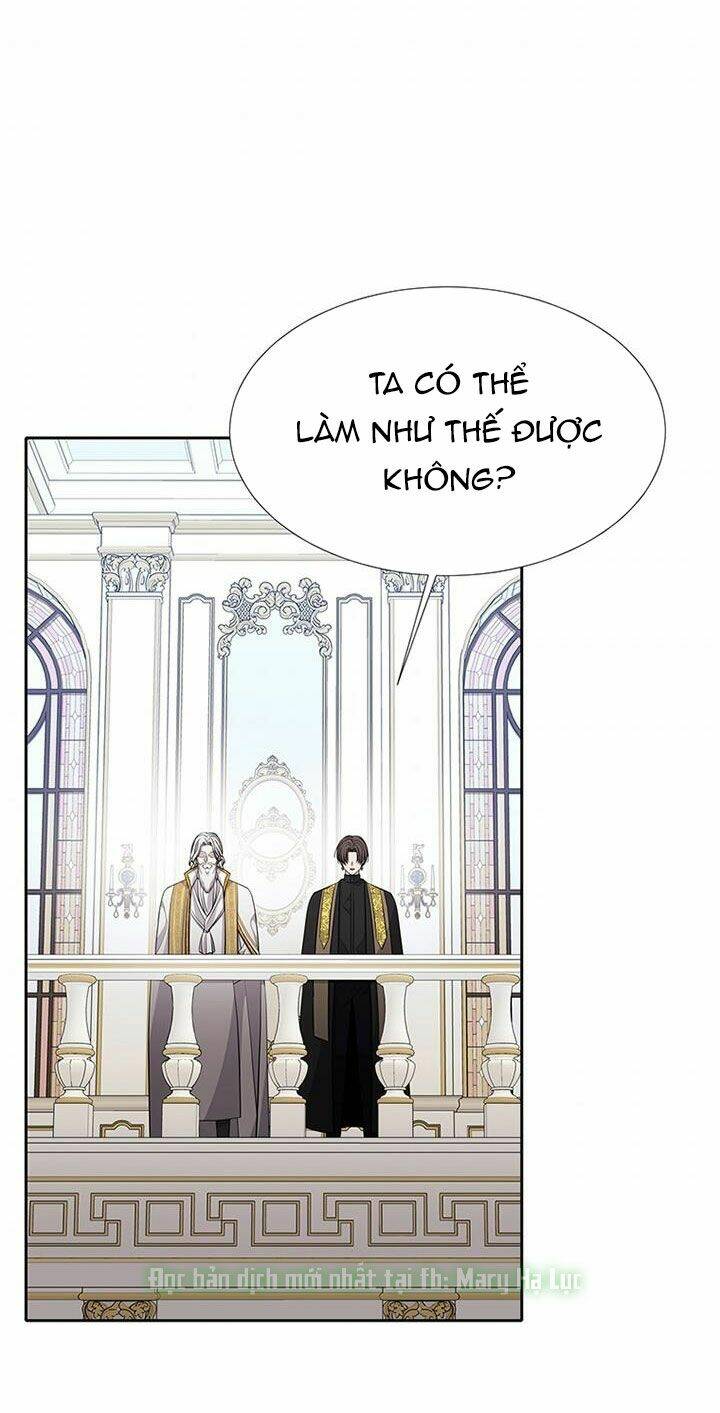 TA CÓ THỂ
LÀM NHƯ THẾ ĐƯỢC
KHÔNG?
Đọc bản dịch mới nhất tại fb: Mary Hạ Lục